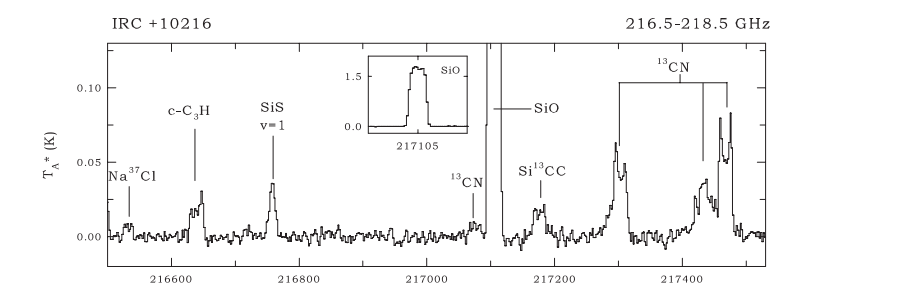 IRC +10216 216.5-218.5 GHz
T_A* (K)
0.10
0.05
0.00
Na³⁷Cl
c-C₃H
SiS
v=1
1.5
0.0
SiO
217105
¹³CN
SiO
Si¹³CC
¹³CN
216600 216800 217000 217200 217400